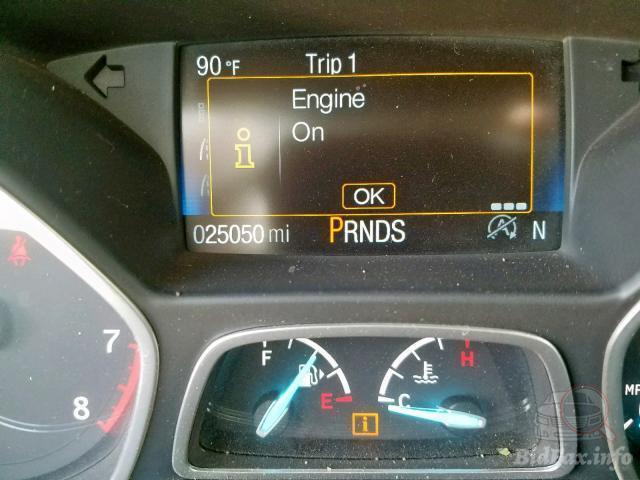 90 °F Trip 1
Engine
On
i
OK
025050 mi PRNDS A N
7
8
F E
C H
i
BidFax.info